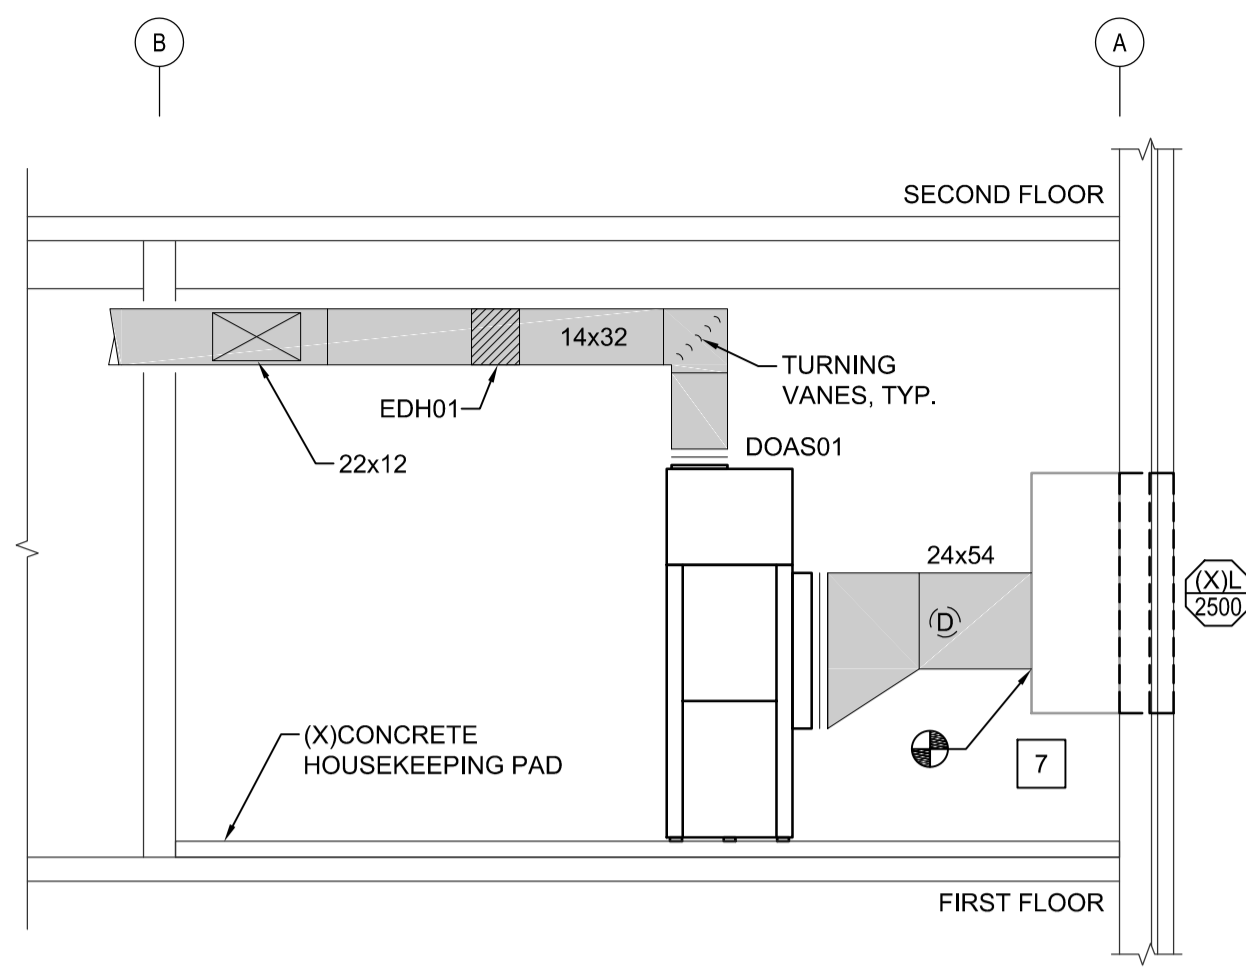 B
A
SECOND FLOOR
14x32
TURNING
VANES, TYP.
EDH01
22x12
DOAS01
24x54
D
(X)L
2500
(X)CONCRETE
HOUSEKEEPING PAD
7
FIRST FLOOR